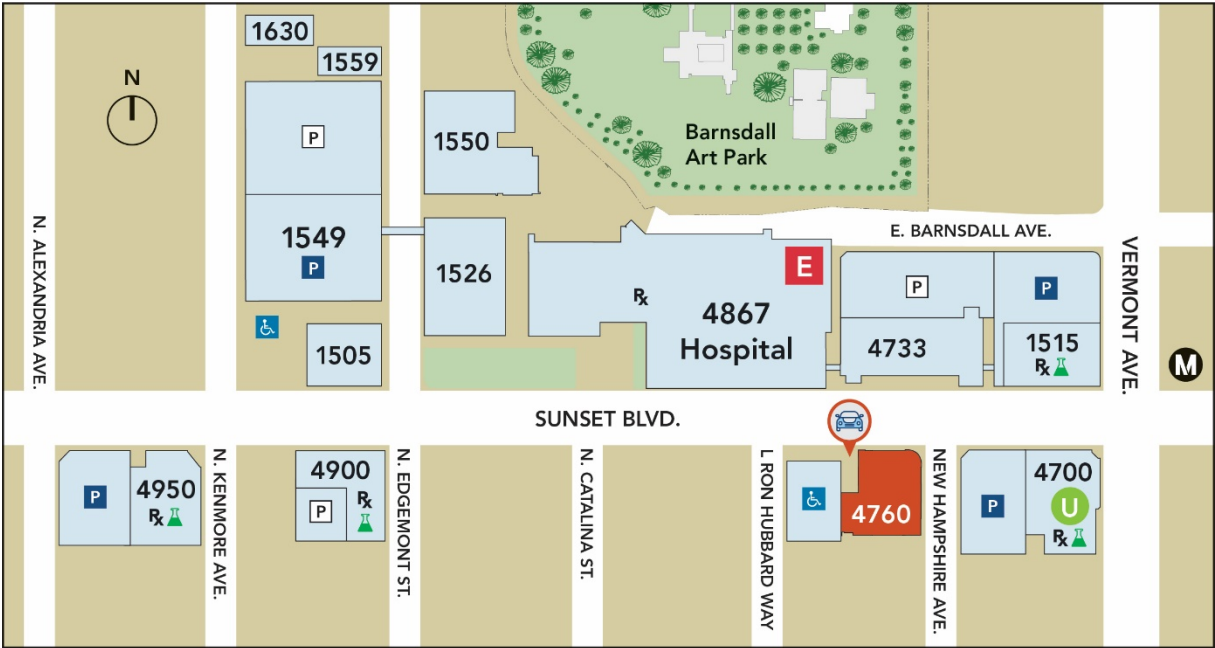 1630
1559
N
P
1550
Barnsdall
Art Park
1549
P
1526
N. ALEXANDRIA AVE.
E. BARNSDALL AVE.
VERMONT AVE.
E
Rx
4867
Hospital
P
P
4733
1515
Rx
M
1505
SUNSET BLVD.
P
4950
Rx
N. KENMORE AVE.
4900
P
Rx
N. EDGEMONT ST.
N. CATALINA ST.
L RON HUBBARD WAY
4760
NEW HAMPSHIRE AVE.
P
4700
U
Rx